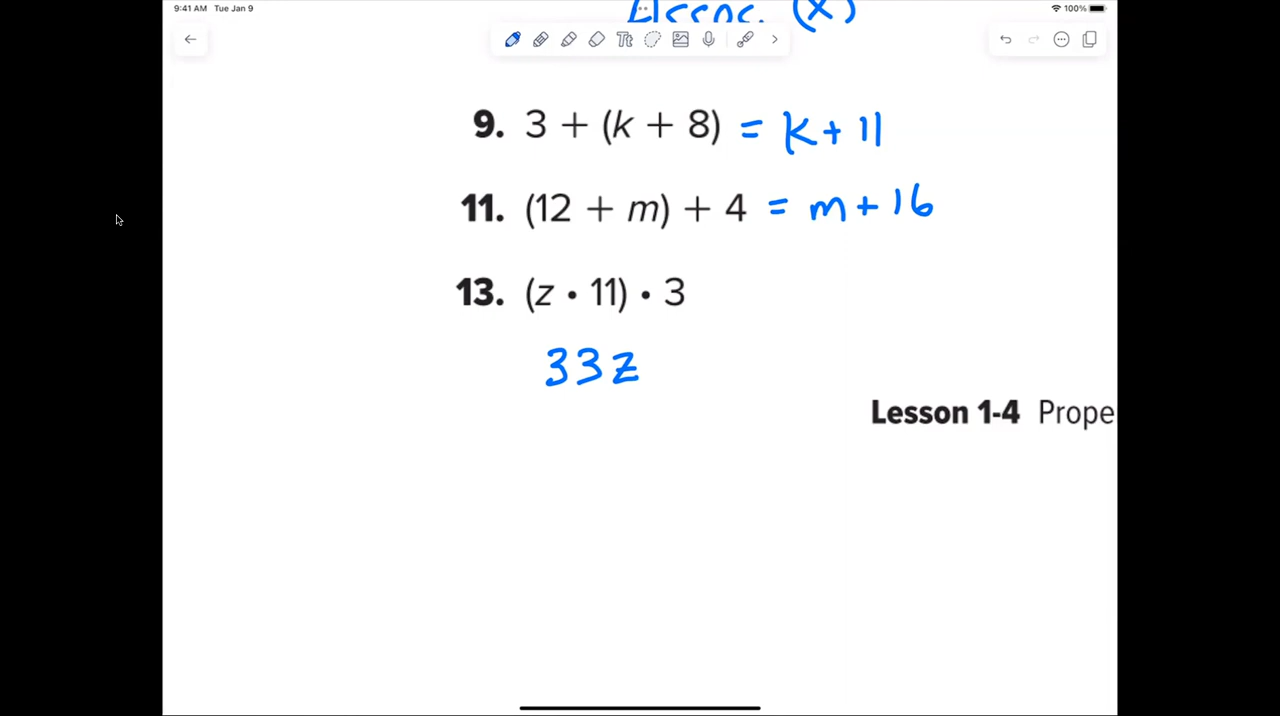 9:41 AM Tue Jan 9
100%
Assoc. (x)
9. 3 + (k + 8) = k + 11
11. (12 + m) + 4 = m + 16
13. (z • 11) • 3
33z
Lesson 1-4 Prope